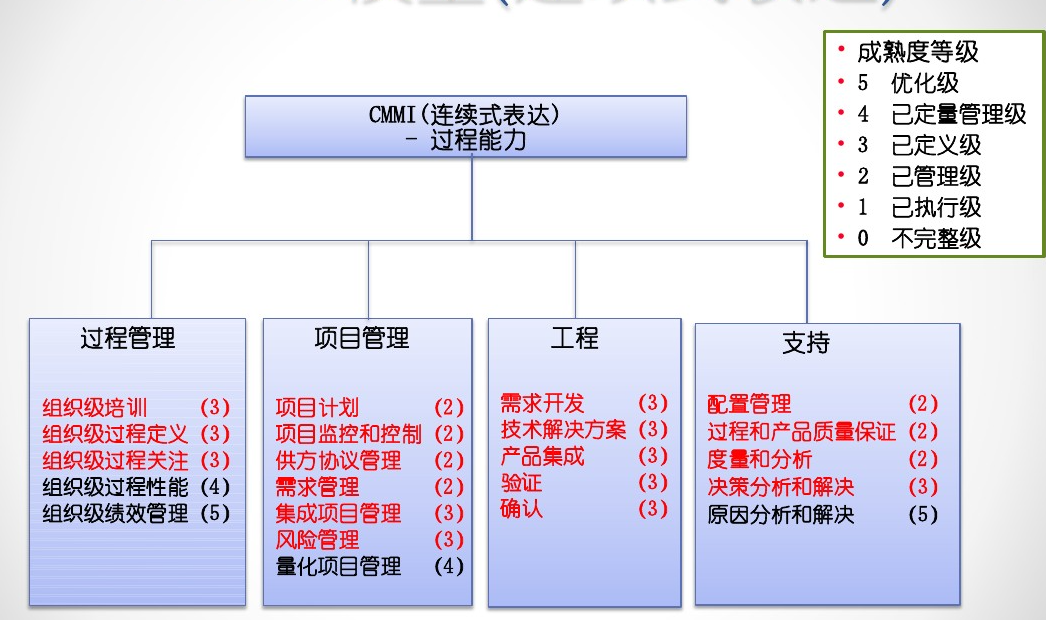 CMMI(连续式表达)
- 过程能力
• 成熟度等级
• 5 优化级
• 4 已定量管理级
• 3 已定义级
• 2 已管理级
• 1 已执行级
• 0 不完整级
过程管理
组织级培训 (3)
组织级过程定义 (3)
组织级过程关注 (3)
组织级过程性能 (4)
组织级绩效管理 (5)
项目管理
项目计划 (2)
项目监控和控制 (2)
供方协议管理 (2)
需求管理 (2)
集成项目管理 (3)
风险管理 (3)
量化项目管理 (4)
工程
需求开发 (3)
技术解决方案 (3)
产品集成 (3)
验证 (3)
确认 (3)
支持
配置管理 (2)
过程和产品质量保证 (2)
度量和分析 (2)
决策分析和解决 (3)
原因分析和解决 (5)